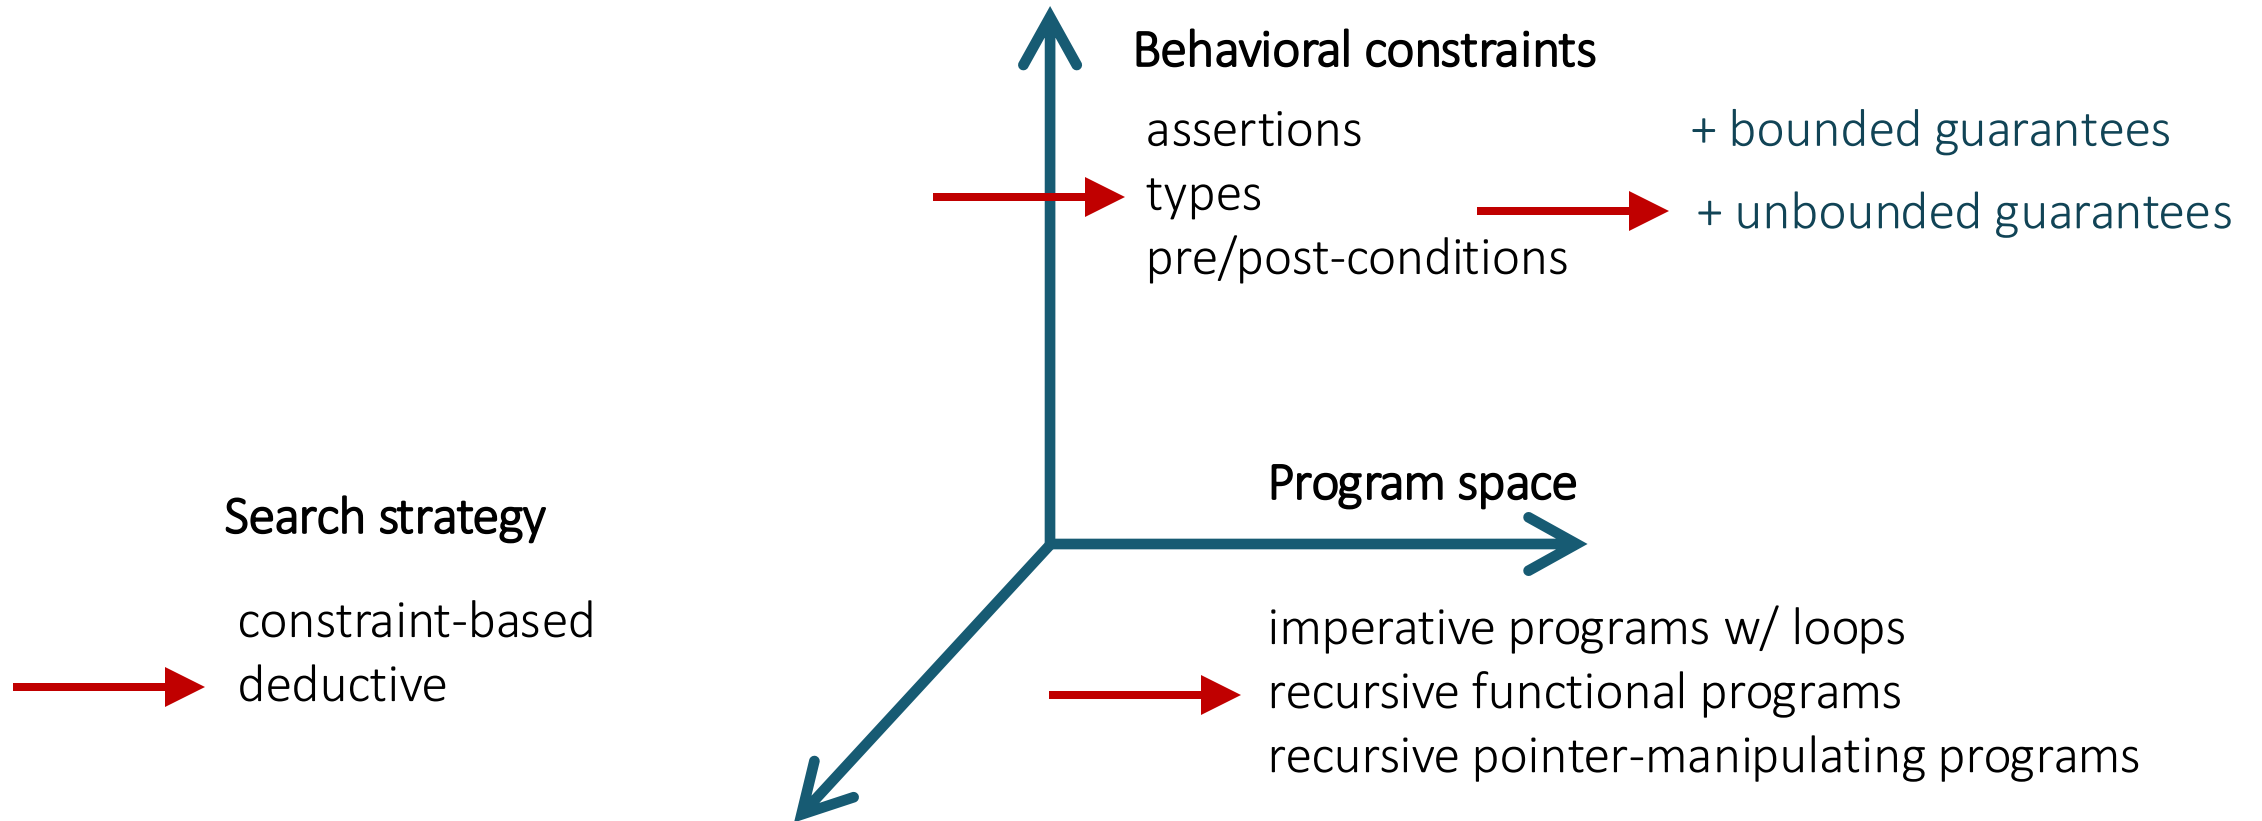 Behavioral constraints
assertions
+ bounded guarantees
types
+ unbounded guarantees
pre/post-conditions
Program space
Search strategy
constraint-based
deductive
imperative programs w/ loops
recursive functional programs
recursive pointer-manipulating programs